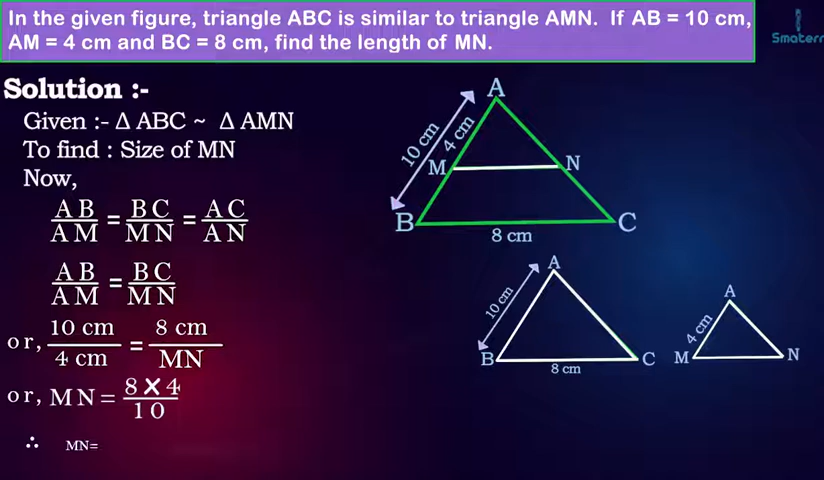 In the given figure, triangle ABC is similar to triangle AMN. If AB = 10 cm,
AM = 4 cm and BC = 8 cm, find the length of MN.
Smatern
Solution :-
Given :- Δ ABC ~ Δ AMN
To find : Size of MN
Now,
AB/AM = BC/MN = AC/AN
AB/AM = BC/MN
or, 10 cm/4 cm = 8 cm/MN
or, MN = 8 × 4/10
∴ MN=
A
10 cm
4 cm
M
N
B
C
8 cm
A
10 cm
B
C
8 cm
A
4 cm
M
N